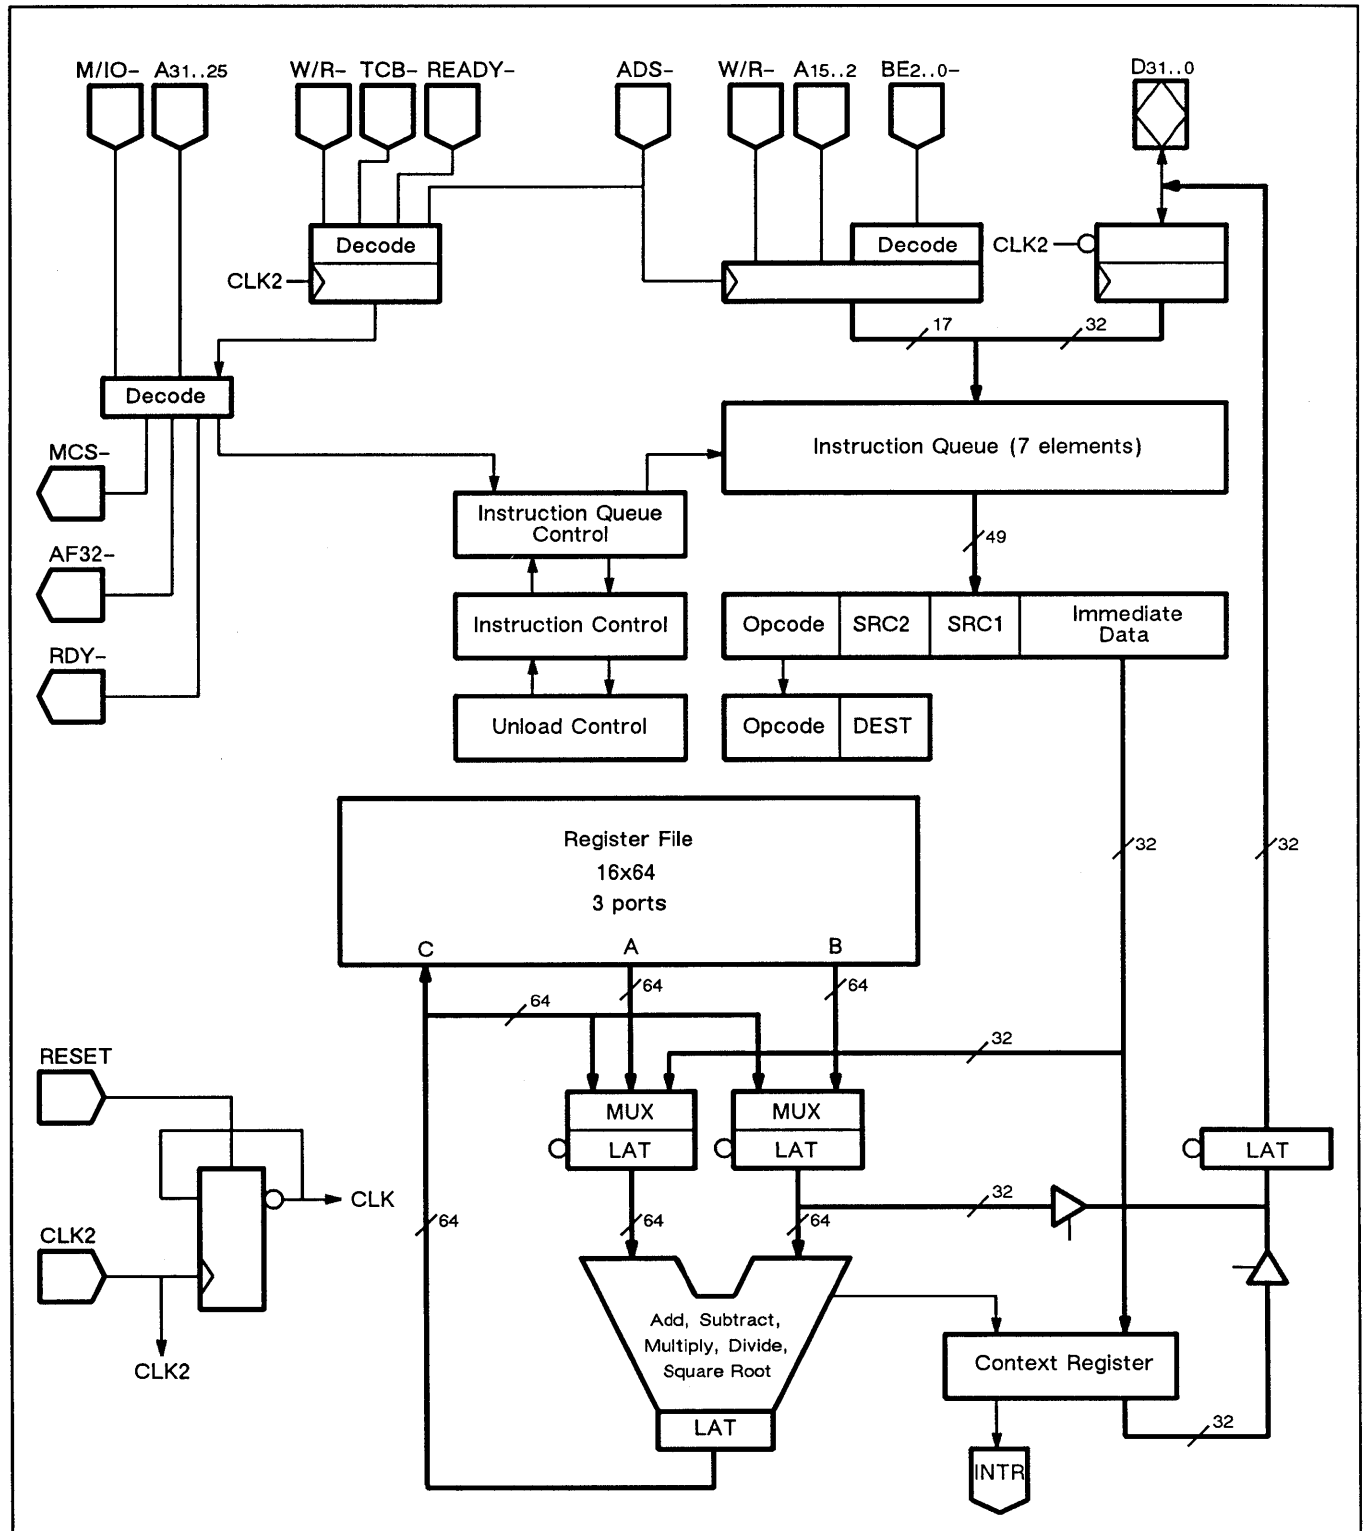 M/IO- A31..25 W/R- TCB- READY- ADS- W/R- A15..2 BE2..0- D31..0
Decode
Decode
CLK2
CLK2
17
32
Decode
MCS-
Instruction Queue (7 elements)
Instruction Queue
Control
49
AF32-
Instruction Control
Opcode
SRC2
SRC1
Immediate
Data
RDY-
Unload Control
Opcode
DEST
Register File
16x64
3 ports
32
32
C
A
B
64
64
64
32
RESET
MUX
MUX
LAT
LAT
LAT
CLK
32
64
64
64
CLK2
Add, Subtract,
Multiply, Divide,
Square Root
Context Register
CLK2
LAT
32
INTR